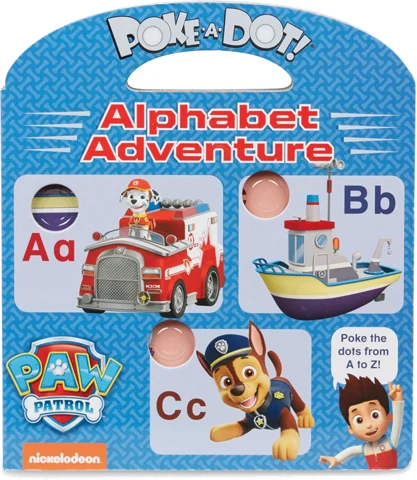 POKE-A-DOT!
Alphabet
Adventure
Aa
Bb
Cc
Poke the
dots from
A to Z!
PAW
PATROL
nickelodeon